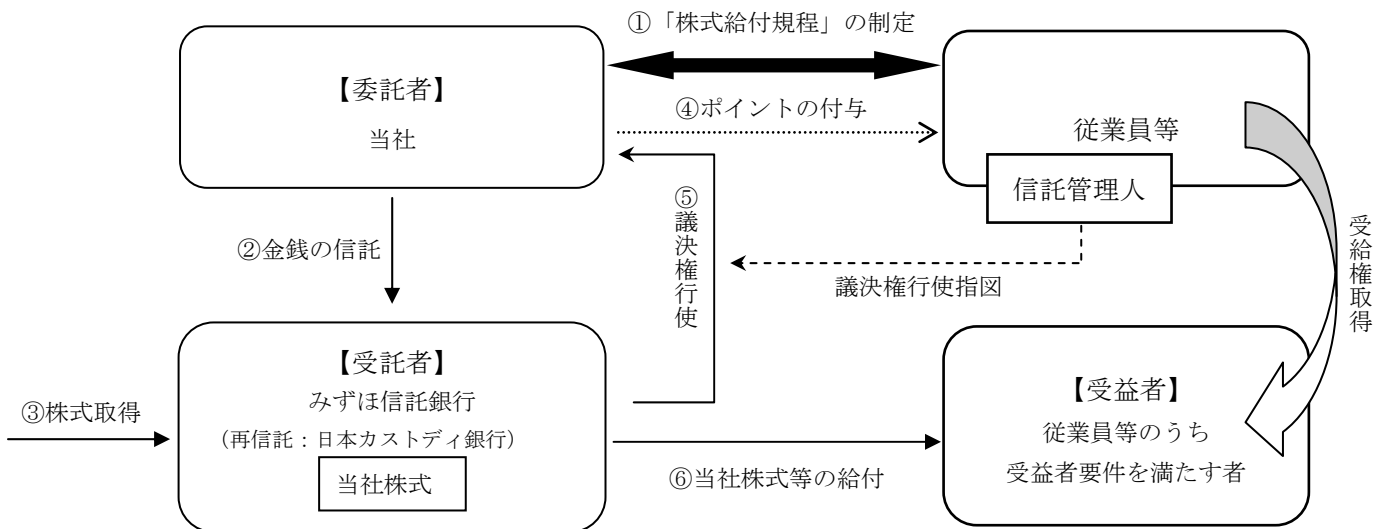 ①「株式給付規程」の制定
【委託者】
当社
④ポイントの付与
従業員等
信託管理人
②金銭の信託
⑤議決権行使
議決権行使指図
受給権取得
③株式取得
【受託者】
みずほ信託銀行
(再信託：日本カストディ銀行)
当社株式
⑥当社株式等の給付
【受益者】
従業員等のうち
受益者要件を満たす者